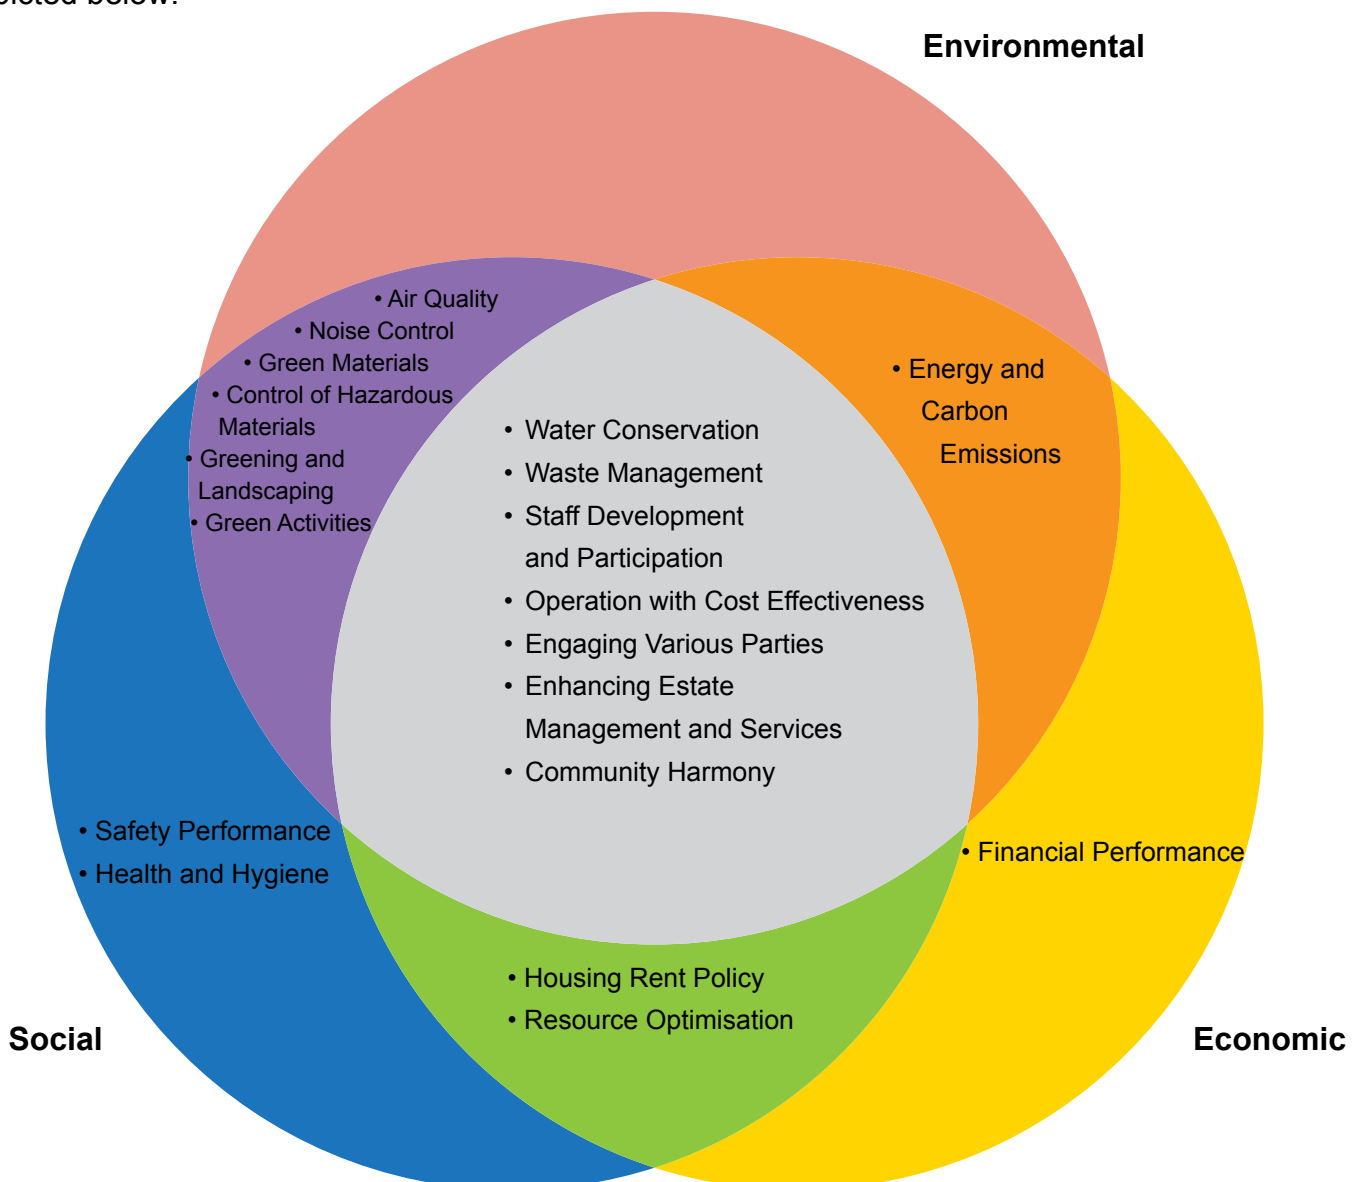 Environmental
• Air Quality
• Noise Control
• Green Materials
• Control of Hazardous
Materials
• Greening and
Landscaping
• Green Activities
• Energy and
Carbon
Emissions
• Water Conservation
• Waste Management
• Staff Development
and Participation
• Operation with Cost Effectiveness
• Engaging Various Parties
• Enhancing Estate
Management and Services
• Community Harmony
• Safety Performance
• Health and Hygiene
• Financial Performance
• Housing Rent Policy
• Resource Optimisation
Social
Economic